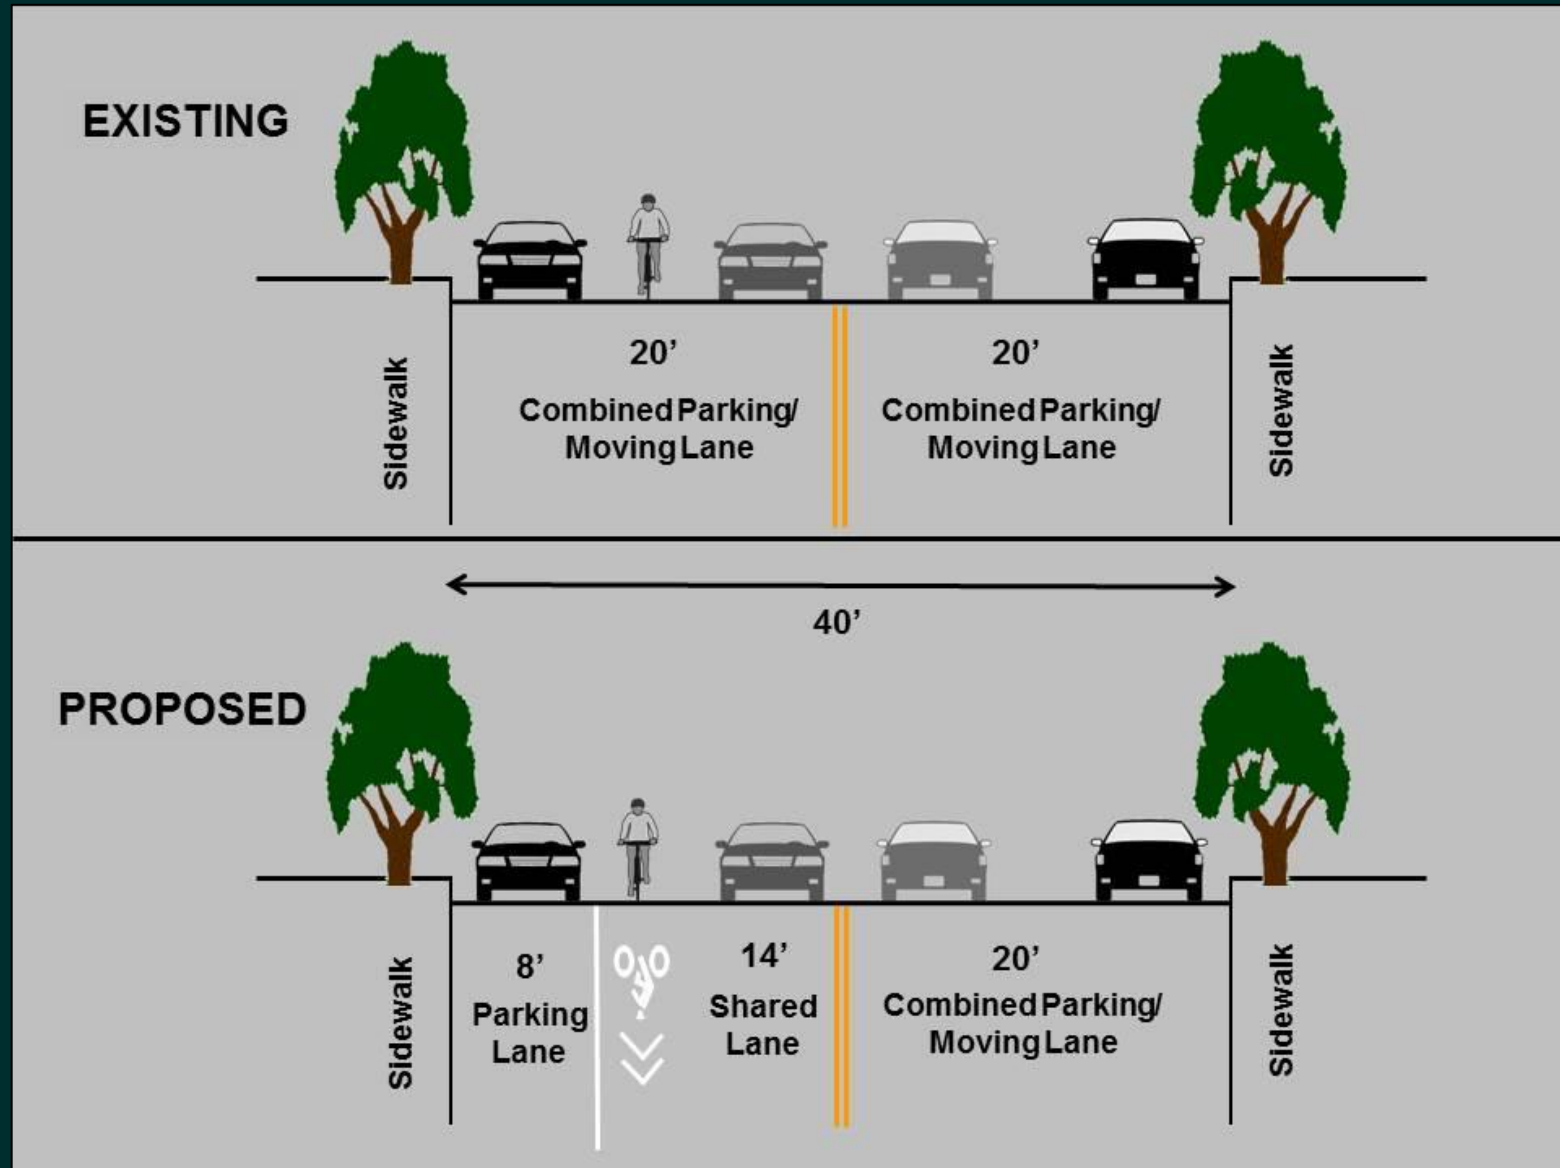 EXISTING
20’
Combined Parking/
Moving Lane
20’
Combined Parking/
Moving Lane
Sidewalk
Sidewalk
40’
PROPOSED
8’
Parking
Lane
14’
Shared
Lane
20’
Combined Parking/
Moving Lane
Sidewalk
Sidewalk